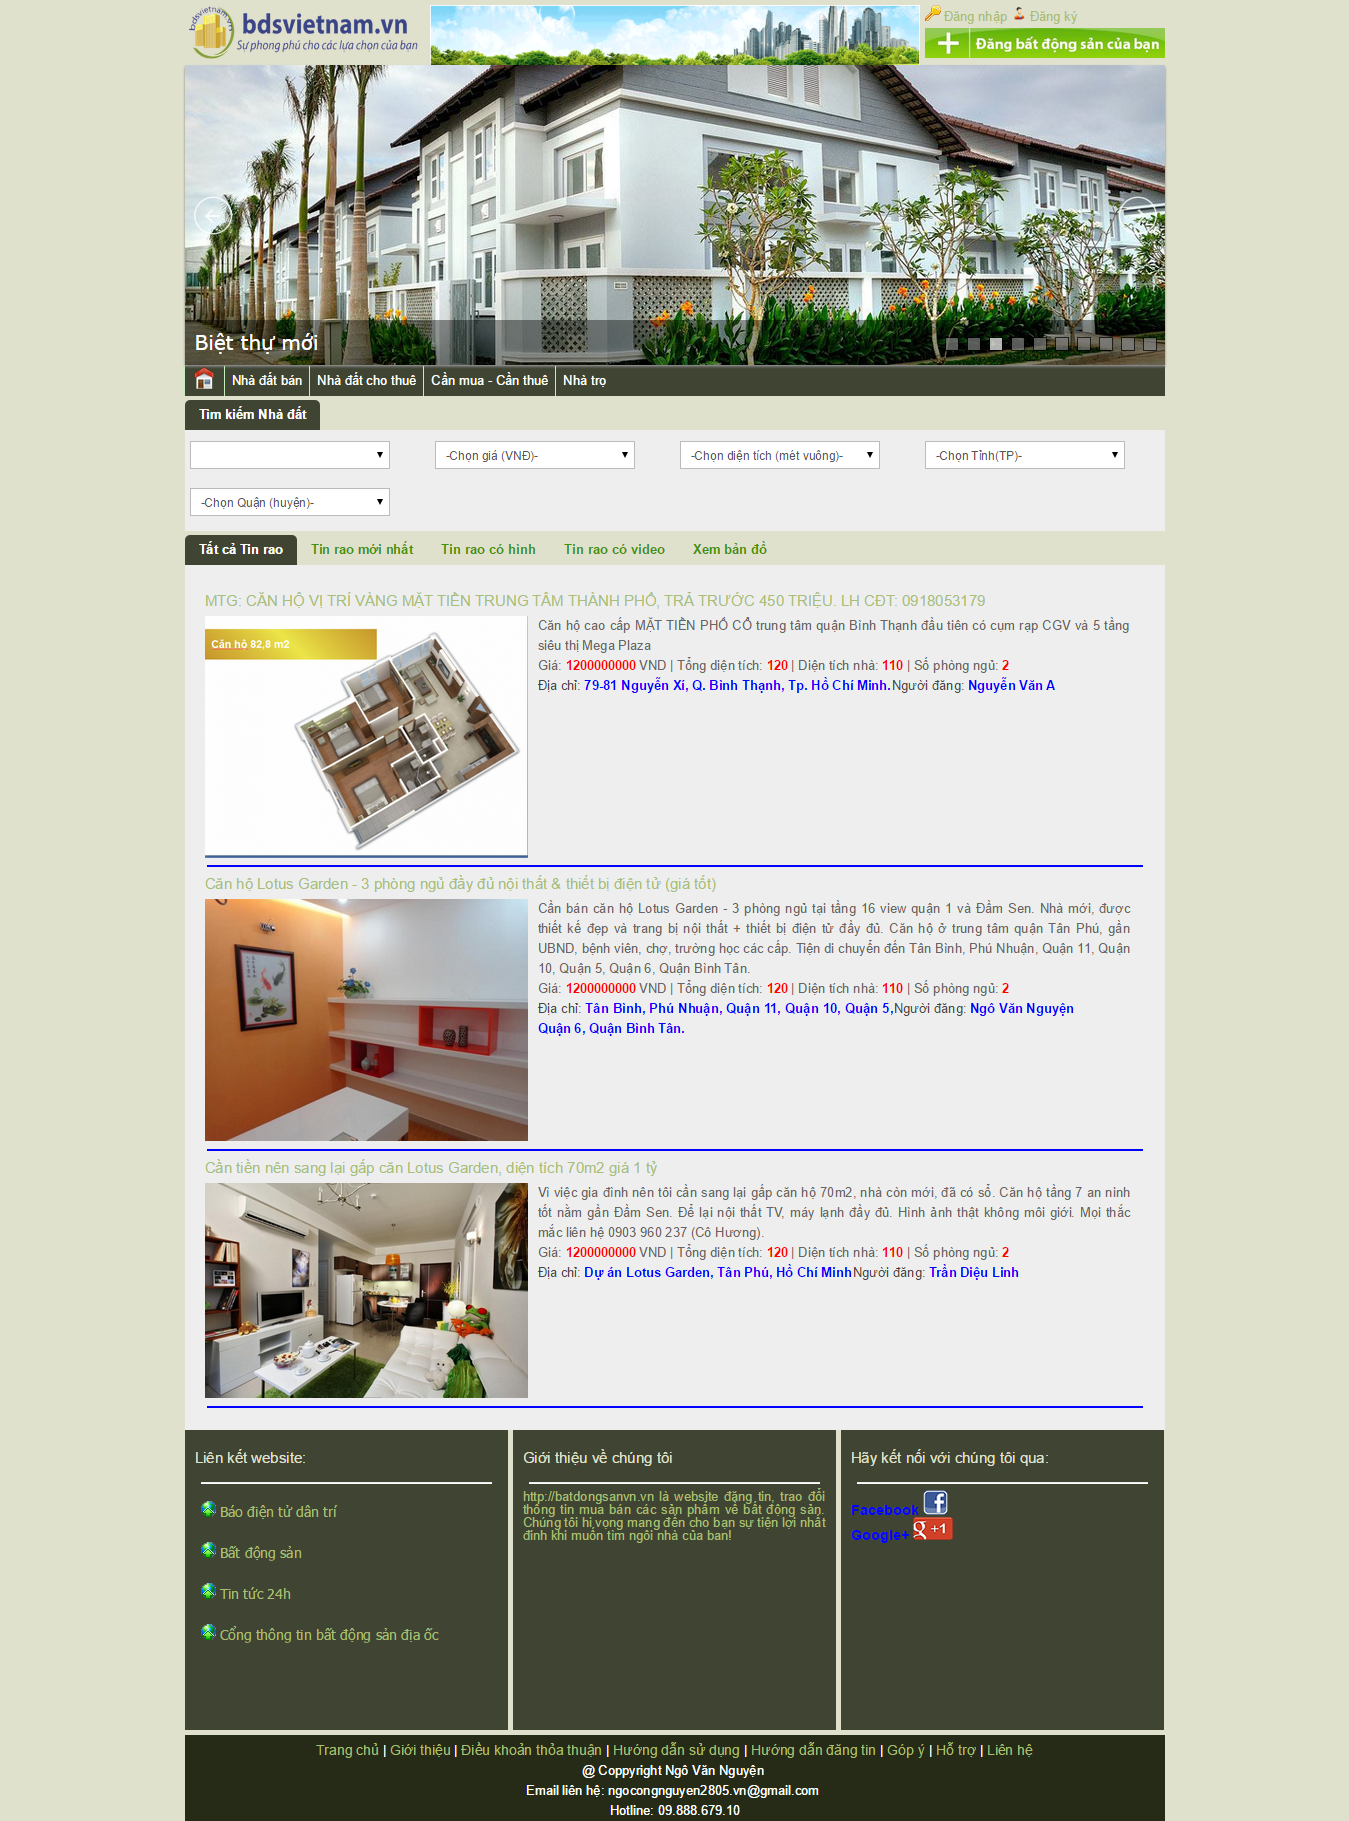 bdsvietnam.vn
bdsvietnam.vn
Sự phong phú cho các lựa chọn của bạn
Đăng nhập Đăng ký
Đăng bất động sản của bạn
Biệt thự mới
Nhà đất bán
Nhà đất cho thuê
Cần mua - Cần thuê
Nhà trọ
Tìm kiếm Nhà đất
-Chọn giá (VNĐ)-
-Chọn diện tích (mét vuông)-
-Chọn Tỉnh(TP)-
-Chọn Quận (huyện)-
Tất cả Tin rao
Tin rao mới nhất
Tin rao có hình
Tin rao có video
Xem bản đồ
MTG: CĂN HỘ VỊ TRÍ VÀNG MẶT TIỀN TRUNG TÂM THÀNH PHỐ, TRẢ TRƯỚC 450 TRIỆU. LH CĐT: 0918053179
Căn hộ 82,8 m2
Căn hộ cao cấp MẶT TIỀN PHỐ CỔ trung tâm quận Bình Thạnh đầu tiên có cụm rạp CGV và 5 tầng
siêu thị Mega Plaza
Giá: 1200000000 VND | Tổng diện tích: 120 | Diện tích nhà: 110 | Số phòng ngủ: 2
Địa chỉ: 79-81 Nguyễn Xí, Q. Bình Thạnh, Tp. Hồ Chí Minh.Người đăng: Nguyễn Văn A
Căn hộ Lotus Garden - 3 phòng ngủ đầy đủ nội thất & thiết bị điện tử (giá tốt)
Cần bán căn hộ Lotus Garden - 3 phòng ngủ tại tầng 16 view quận 1 và Đầm Sen. Nhà mới, được
thiết kế đẹp và trang bị nội thất + thiết bị điện tử đầy đủ. Căn hộ ở trung tâm quận Tân Phú, gần
UBND, bệnh viên, chợ, trường học các cấp. Tiện di chuyển đến Tân Bình, Phú Nhuận, Quận 11, Quận
10, Quận 5, Quận 6, Quận Bình Tân.
Giá: 1200000000 VND | Tổng diện tích: 120 | Diện tích nhà: 110 | Số phòng ngủ: 2
Địa chỉ: Tân Bình, Phú Nhuận, Quận 11, Quận 10, Quận 5,Người đăng: Ngô Văn Nguyện
Quận 6, Quận Bình Tân.
Cần tiền nên sang lại gấp căn Lotus Garden, diện tích 70m2 giá 1 tỷ
Vì việc gia đình nên tôi cần sang lại gấp căn hộ 70m2, nhà còn mới, đã có sổ. Căn hộ tầng 7 an ninh
tốt nằm gần Đầm Sen. Để lại nội thất TV, máy lạnh đầy đủ. Hình ảnh thật không môi giới. Mọi thắc
mắc liên hệ 0903 960 237 (Cô Hương).
Giá: 1200000000 VND | Tổng diện tích: 120 | Diện tích nhà: 110 | Số phòng ngủ: 2
Địa chỉ: Dự án Lotus Garden, Tân Phú, Hồ Chí MinhNgười đăng: Trần Diệu Linh
Liên kết website:
Báo điện tử dân trí
Bất động sản
Tin tức 24h
Cổng thông tin bất động sản địa ốc
Giới thiệu về chúng tôi
http://batdongsanvn.vn là website đăng tin, trao đổi
thông tin mua bán các sản phẩm về bất động sản.
Chúng tôi hi vọng mang đến cho bạn sự tiện lợi nhất
định khi muốn tìm ngôi nhà của bạn!
Hãy kết nối với chúng tôi qua:
Facebook f
Google+ g +1
Trang chủ | Giới thiệu | Điều khoản thỏa thuận | Hướng dẫn sử dụng | Hướng dẫn đăng tin | Góp ý | Hỗ trợ | Liên hệ
@ Coppyright Ngô Văn Nguyện
Email liên hệ: ngocongnguyen2805.vn@gmail.com
Hotline: 09.888.679.10